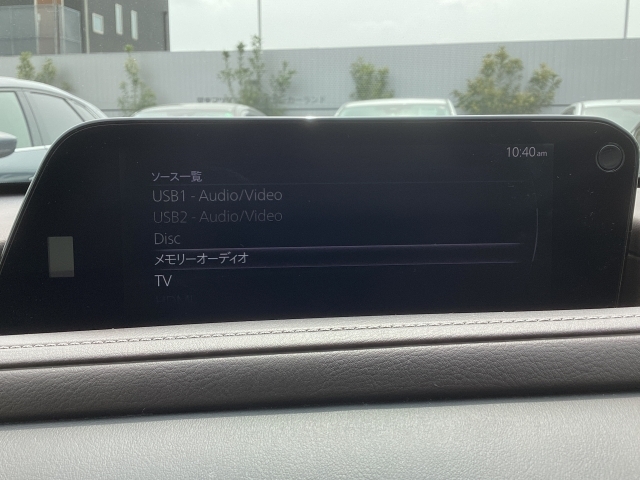 10:40am
ソース一覧
USB1 - Audio/Video
USB2 - Audio/Video
Disc
メモリーオーディオ
TV